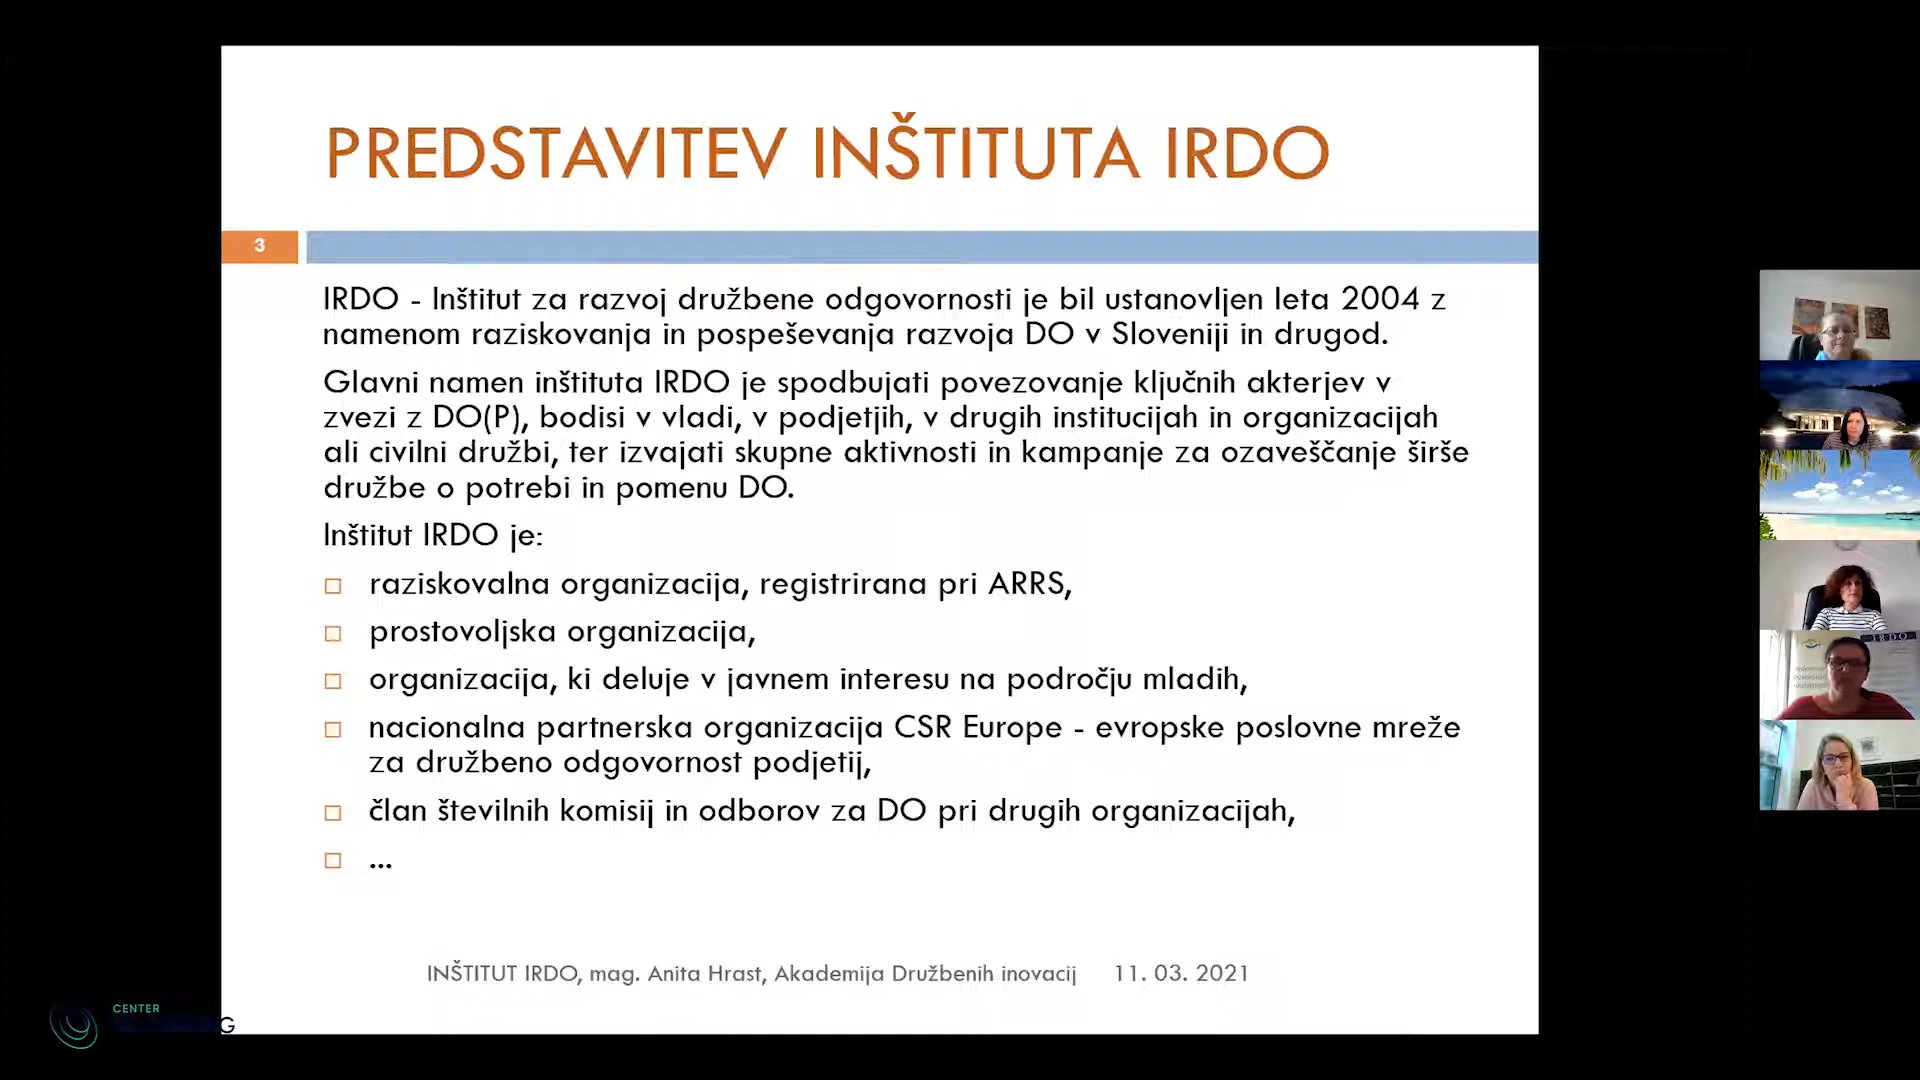 PREDSTAVITEV INŠTITUTA IRDO
3
IRDO - Inštitut za razvoj družbene odgovornosti je bil ustanovljen leta 2004 z
namenom raziskovanja in pospeševanja razvoja DO v Sloveniji in drugod.
Glavni namen inštituta IRDO je spodbujati povezovanje ključnih akterjev v
zvezi z DO(P), bodisi v vladi, v podjetjih, v drugih institucijah in organizacijah
ali civilni družbi, ter izvajati skupne aktivnosti in kampanje za ozaveščanje širše
družbe o potrebi in pomenu DO.
Inštitut IRDO je:
raziskovalna organizacija, registrirana pri ARRS,
prostovoljska organizacija,
organizacija, ki deluje v javnem interesu na področju mladih,
nacionalna partnerska organizacija CSR Europe - evropske poslovne mreže
za družbeno odgovornost podjetij,
član številnih komisij in odborov za DO pri drugih organizacijah,
...
INŠTITUT IRDO, mag. Anita Hrast, Akademija Družbenih inovacij 11. 03. 2021
CENTER
IRDO